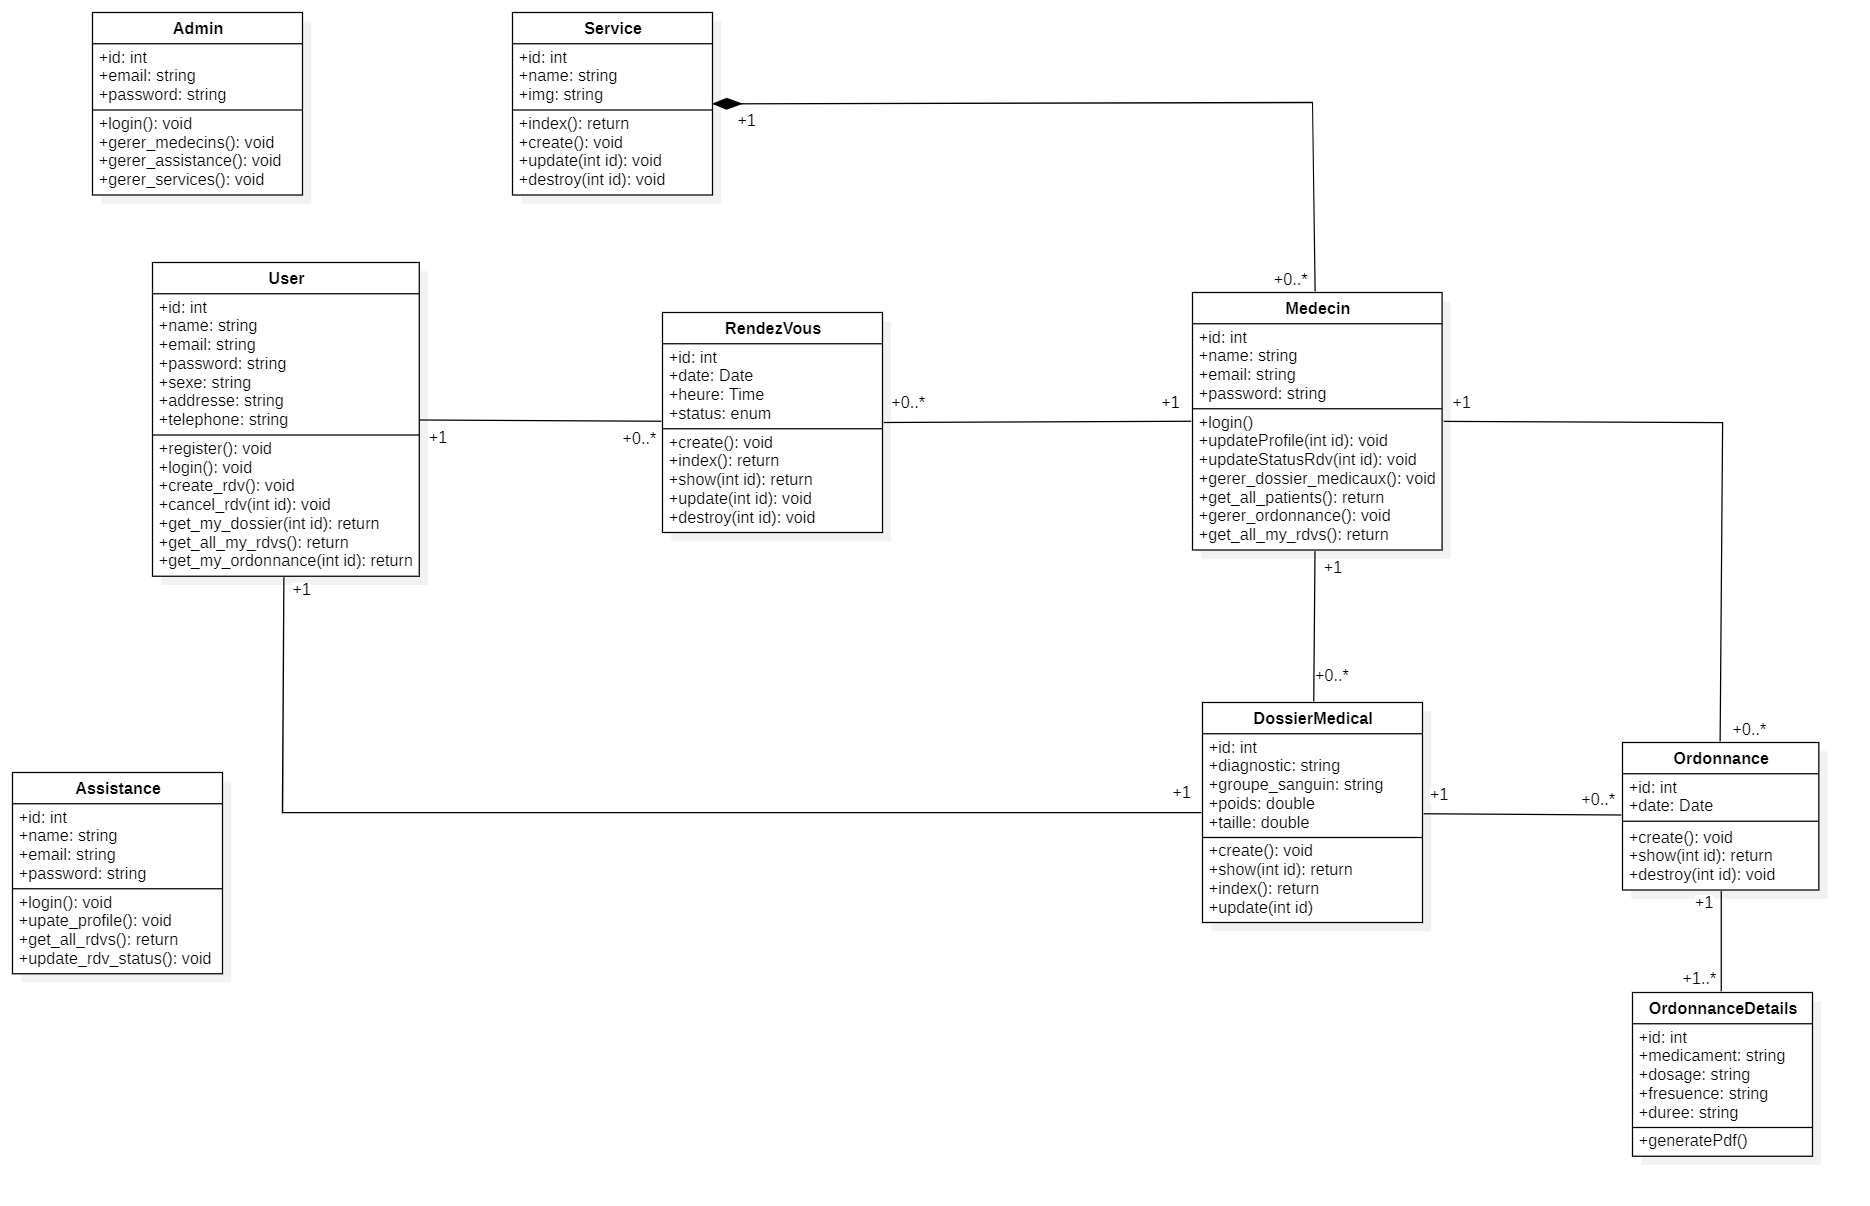 Admin
+id: int
+email: string
+password: string
+login(): void
+gerer_medecins(): void
+gerer_assistance(): void
+gerer_services(): void
Service
+id: int
+name: string
+img: string
+index(): return
+create(): void
+update(int id): void
+destroy(int id): void
+1
+0..*
User
+id: int
+name: string
+email: string
+password: string
+sexe: string
+addresse: string
+telephone: string
+register(): void
+login(): void
+create_rdv(): void
+cancel_rdv(int id): void
+get_my_dossier(int id): return
+get_all_my_rdvs(): return
+get_my_ordonnance(int id): return
+1
+0..*
+1
RendezVous
+id: int
+date: Date
+heure: Time
+status: enum
+create(): void
+index(): return
+show(int id): return
+update(int id): void
+destroy(int id): void
+0..*
+1
Medecin
+id: int
+name: string
+email: string
+password: string
+login()
+updateProfile(int id): void
+updateStatusRdv(int id): void
+gerer_dossier_medicaux(): void
+get_all_patients(): return
+gerer_ordonnance(): void
+get_all_my_rdvs(): return
+1
+1
+0..*
+0..*
Assistance
+id: int
+name: string
+email: string
+password: string
+login(): void
+upate_profile(): void
+get_all_rdvs(): return
+update_rdv_status(): void
+1
DossierMedical
+id: int
+diagnostic: string
+groupe_sanguin: string
+poids: double
+taille: double
+create(): void
+show(int id): return
+index(): return
+update(int id)
+1
+0..*
Ordonnance
+id: int
+date: Date
+create(): void
+show(int id): return
+destroy(int id): void
+1
+1..*
OrdonnanceDetails
+id: int
+medicament: string
+dosage: string
+fresuence: string
+duree: string
+generatePdf()